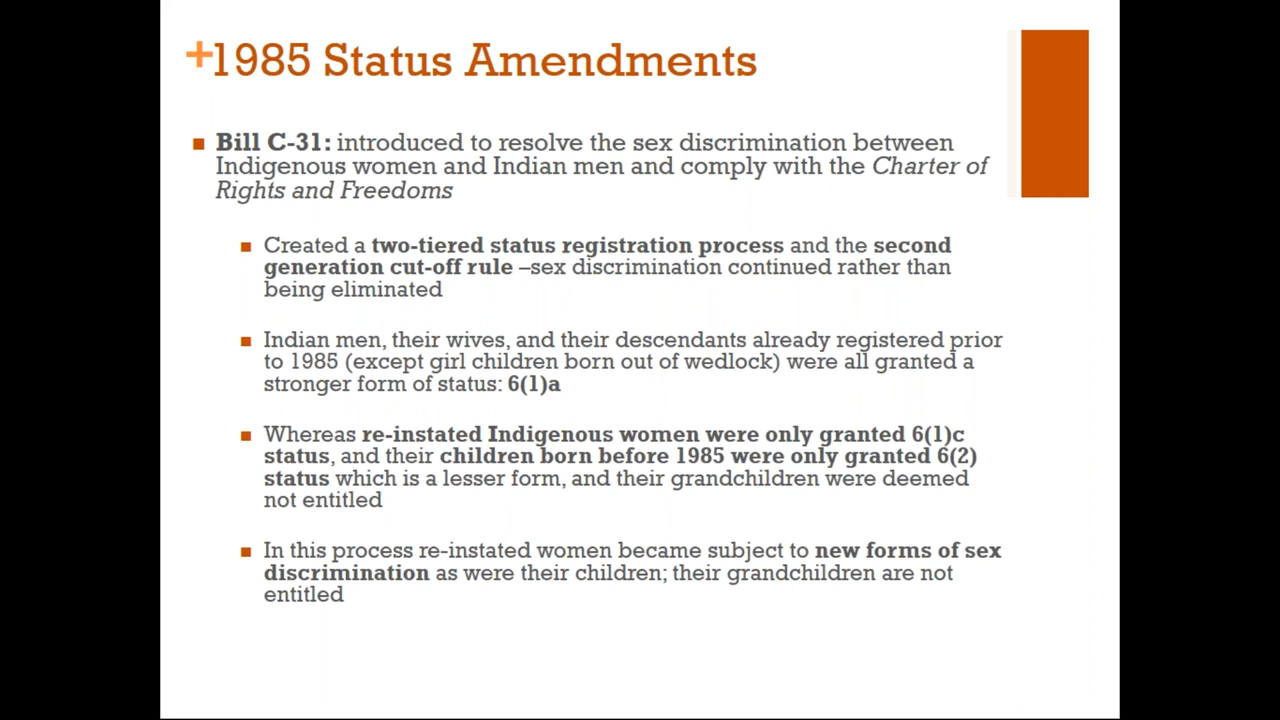 +1985 Status Amendments
Bill C-31: introduced to resolve the sex discrimination between
Indigenous women and Indian men and comply with the Charter of
Rights and Freedoms
Created a two-tiered status registration process and the second
generation cut-off rule –sex discrimination continued rather than
being eliminated
Indian men, their wives, and their descendants already registered prior
to 1985 (except girl children born out of wedlock) were all granted a
stronger form of status: 6(1)a
Whereas re-instated Indigenous women were only granted 6(1)c
status, and their children born before 1985 were only granted 6(2)
status which is a lesser form, and their grandchildren were deemed
not entitled
In this process re-instated women became subject to new forms of sex
discrimination as were their children; their grandchildren are not
entitled